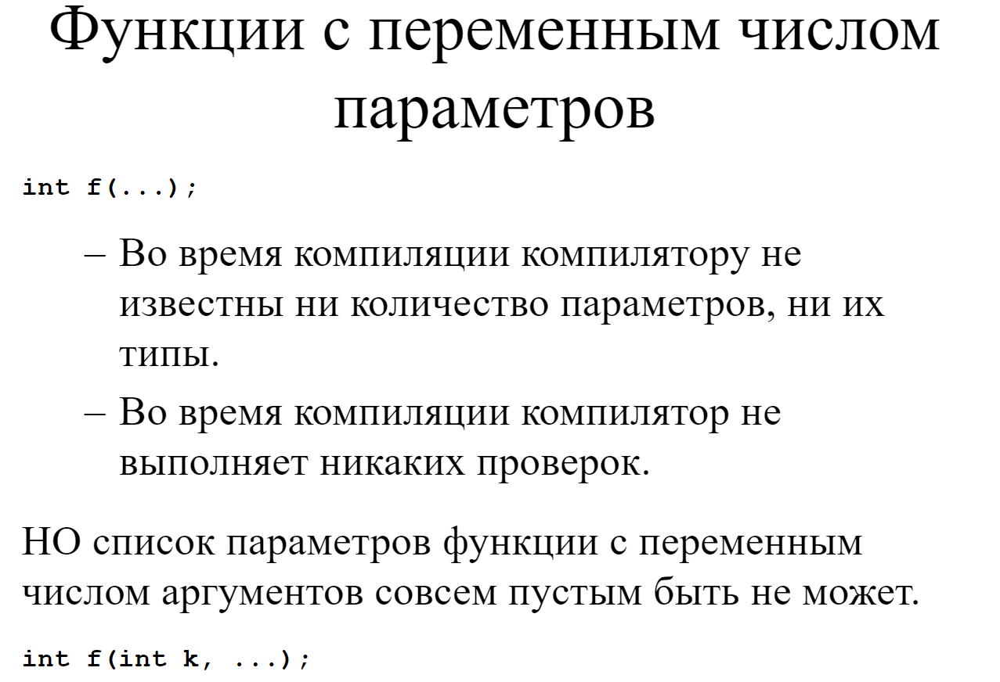 Функции с переменным числом
параметров
int f(...);
– Во время компиляции компилятору не
известны ни количество параметров, ни их
типы.
– Во время компиляции компилятор не
выполняет никаких проверок.
НО список параметров функции с переменным
числом аргументов совсем пустым быть не может.
int f(int k, ...);